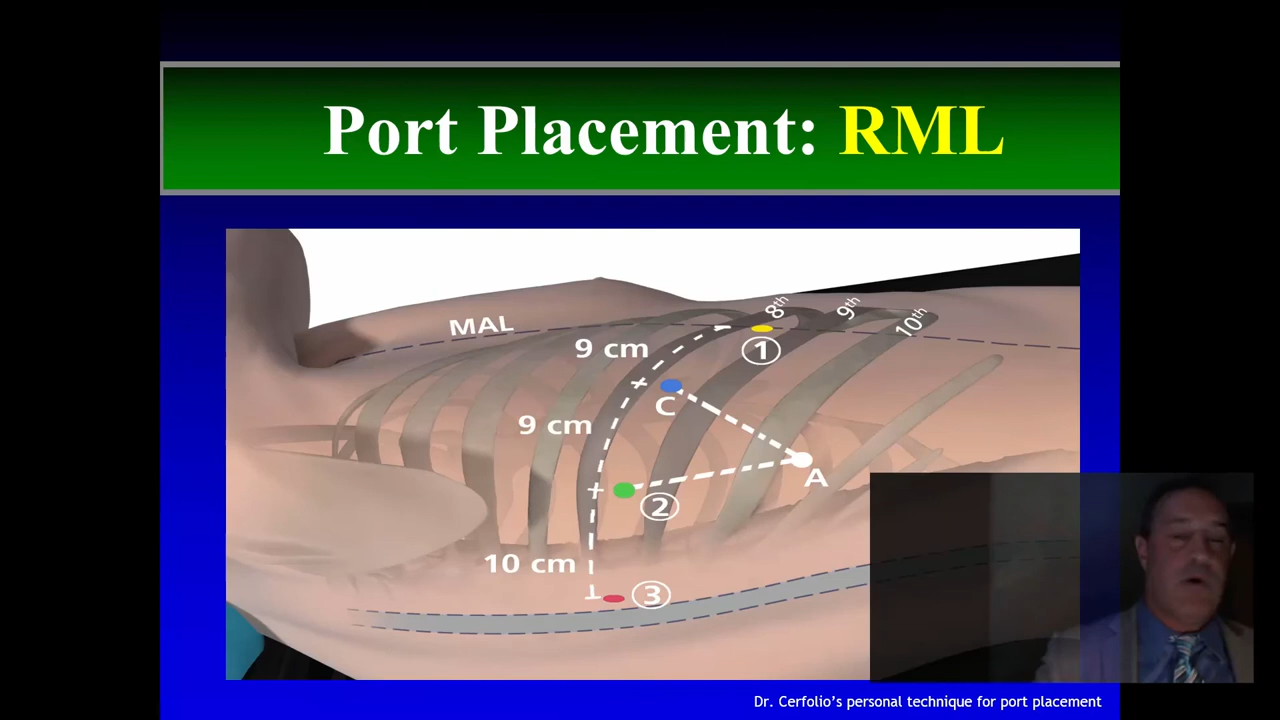 Port Placement: RML
MAL
8th
9th
10th
9 cm
1
C
9 cm
A
2
10 cm
3
Dr. Cerfolio’s personal technique for port placement